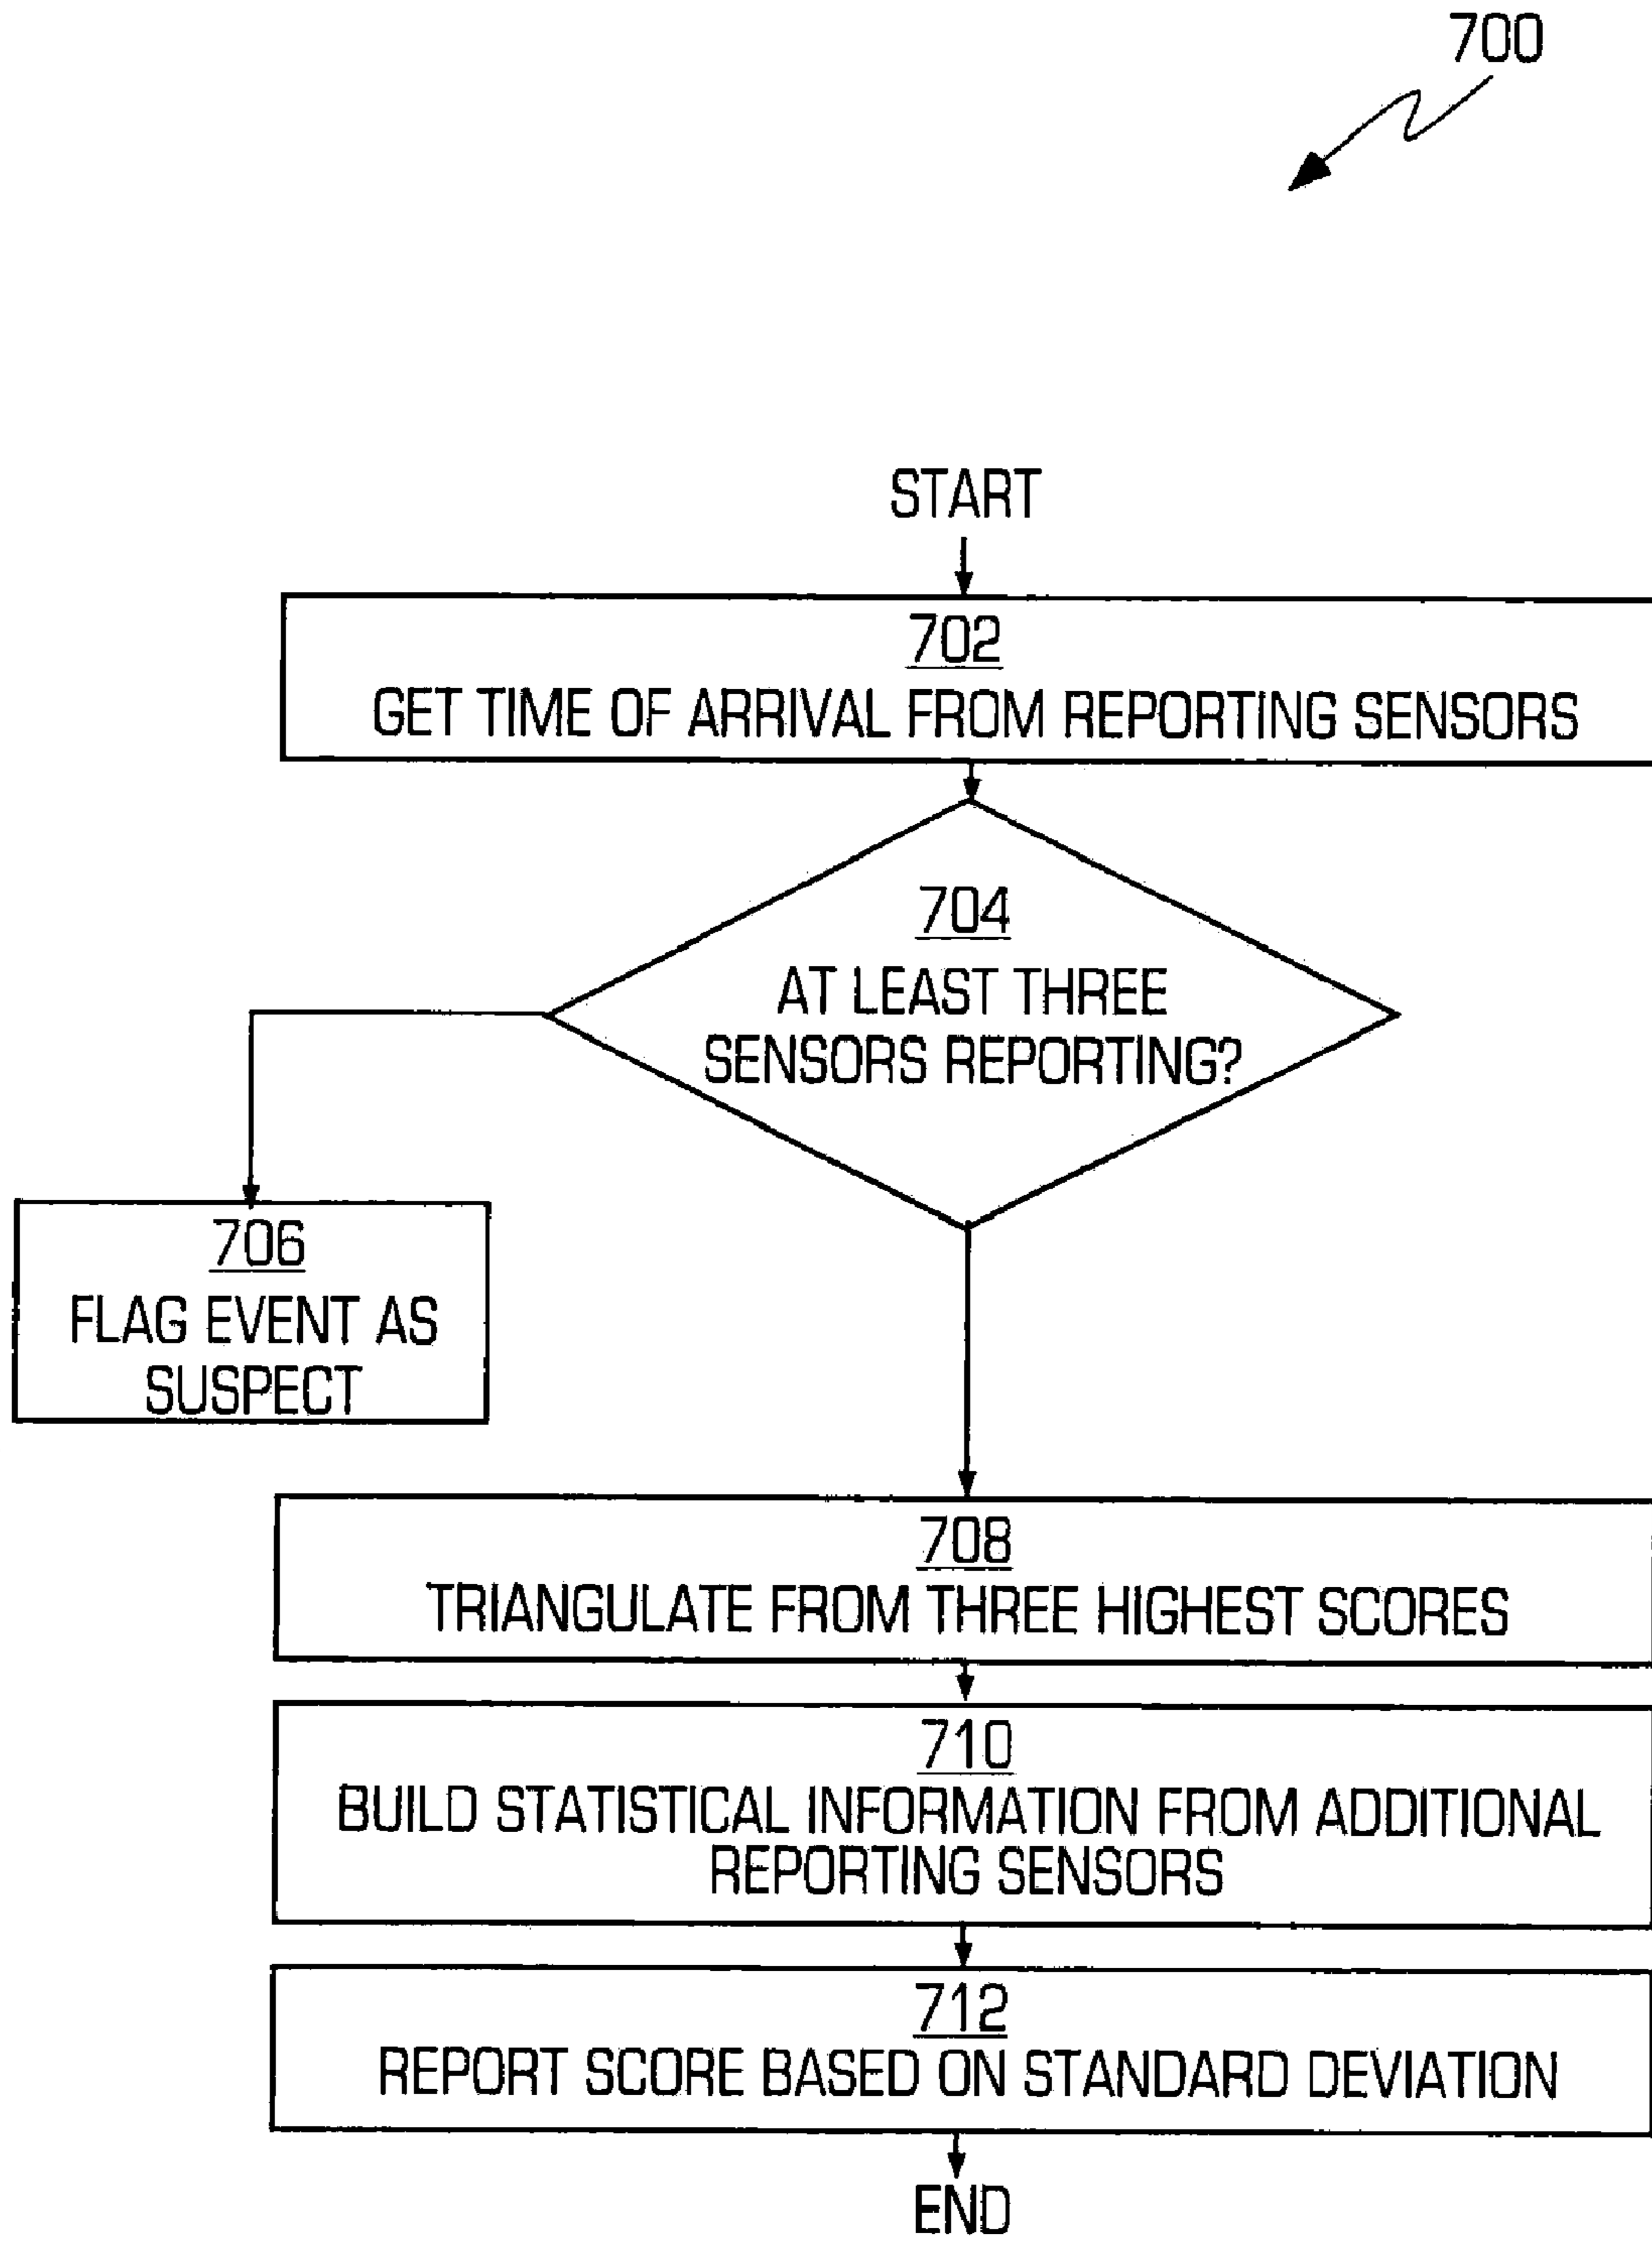 700
START
702
GET TIME OF ARRIVAL FROM REPORTING SENSORS
704
AT LEAST THREE
SENSORS REPORTING?
706
FLAG EVENT AS
SUSPECT
708
TRIANGULATE FROM THREE HIGHEST SCORES
710
BUILD STATISTICAL INFORMATION FROM ADDITIONAL
REPORTING SENSORS
712
REPORT SCORE BASED ON STANDARD DEVIATION
END